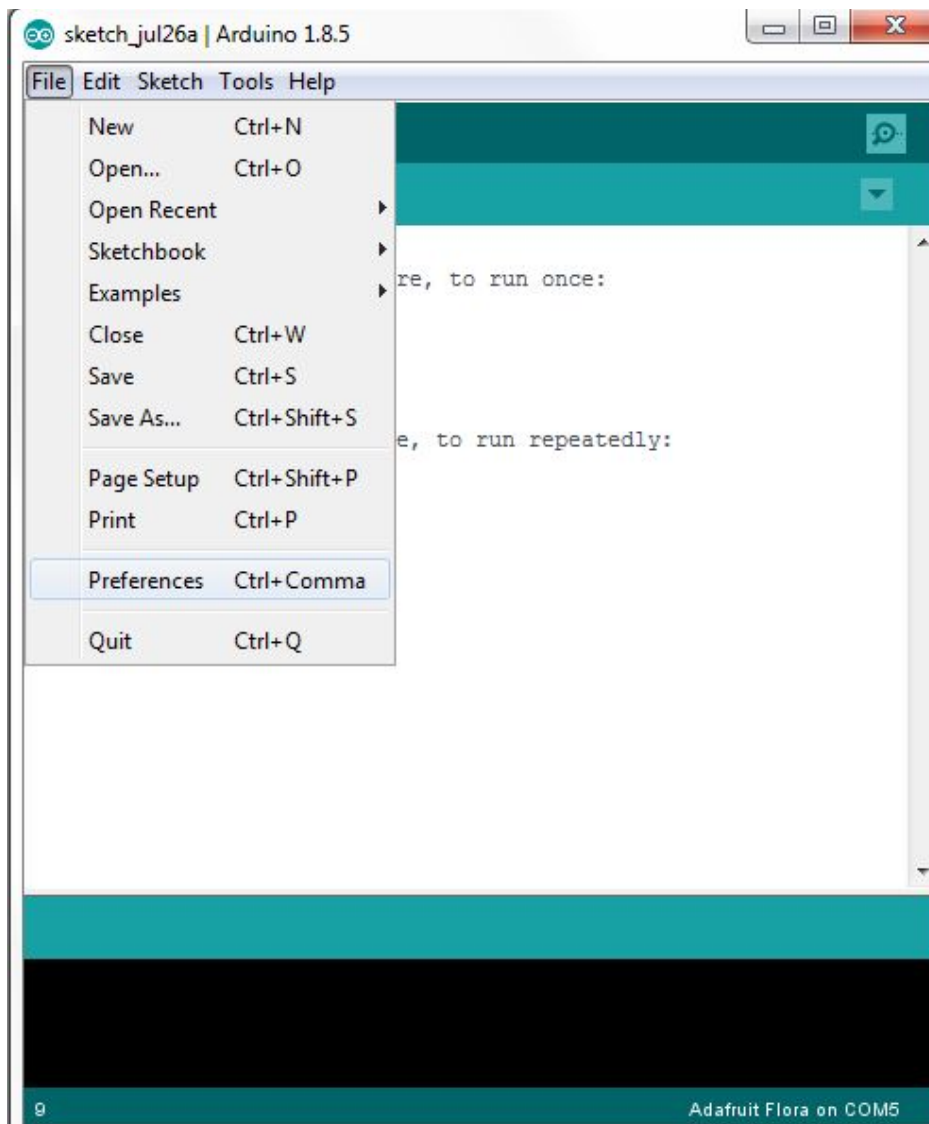 sketch_jul26a | Arduino 1.8.5
File Edit Sketch Tools Help
New Ctrl+N
Open... Ctrl+O
Open Recent
Sketchbook
re, to run once:
Examples
Close Ctrl+W
Save Ctrl+S
Save As... Ctrl+Shift+S
e, to run repeatedly:
Page Setup Ctrl+Shift+P
Print Ctrl+P
Preferences Ctrl+Comma
Quit Ctrl+Q
9 Adafruit Flora on COM5